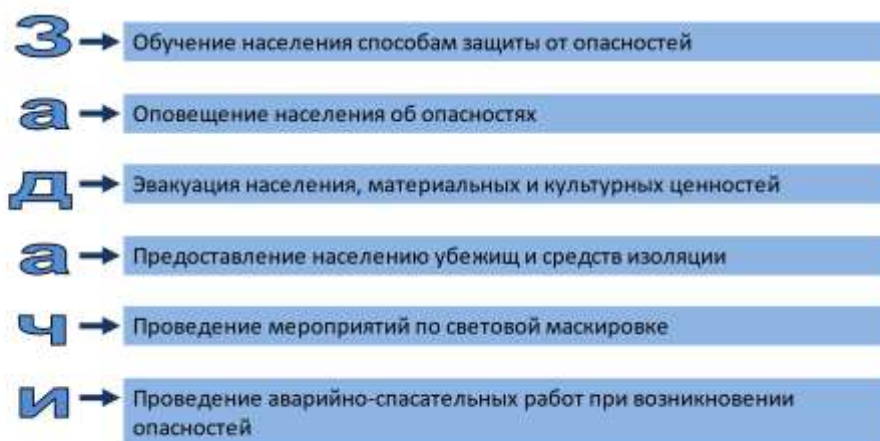 З Обучение населения способам защиты от опасностей
а Оповещение населения об опасностях
д Эвакуация населения, материальных и культурных ценностей
а Предоставление населению убежищ и средств изоляции
ч Проведение мероприятий по световой маскировке
и Проведение аварийно-спасательных работ при возникновении
опасностей